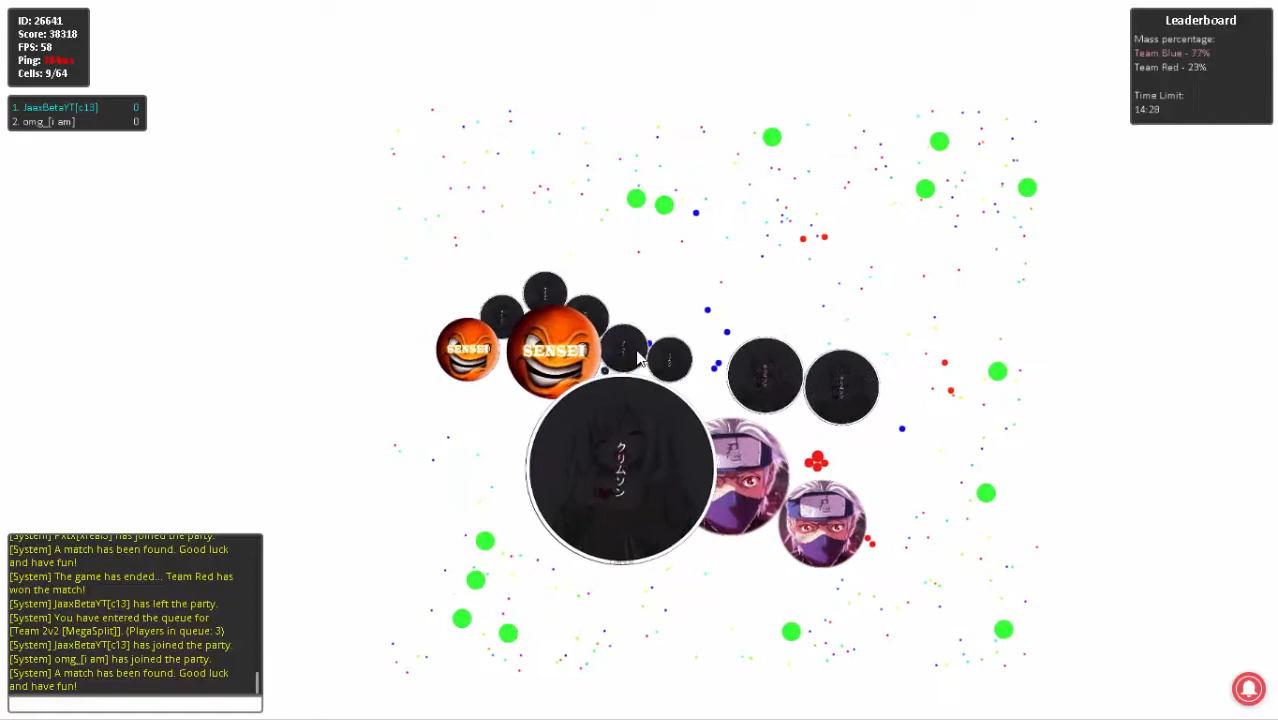 ID: 26641
Score: 38318
FPS: 58
Ping:
Cells: 9/64
1. JaaxBetaYT[c13] 0
2. omg_[i am] 0
Leaderboard
Mass percentage:
Team Blue - 77%
Team Red - 23%
Time Limit:
14:28
SENSEI
SENSEI
クリムソン
has joined the party.
[System] A match has been found. Good luck
and have fun!
[System] The game has ended... Team Red has
won the match!
[System] JaaxBetaYT[c13] has left the party.
[System] You have entered the queue for
[Team 2v2 [MegaSplit]]. (Players in queue: 3)
[System] JaaxBetaYT[c13] has joined the party.
[System] omg_[i am] has joined the party.
[System] A match has been found. Good luck
and have fun!